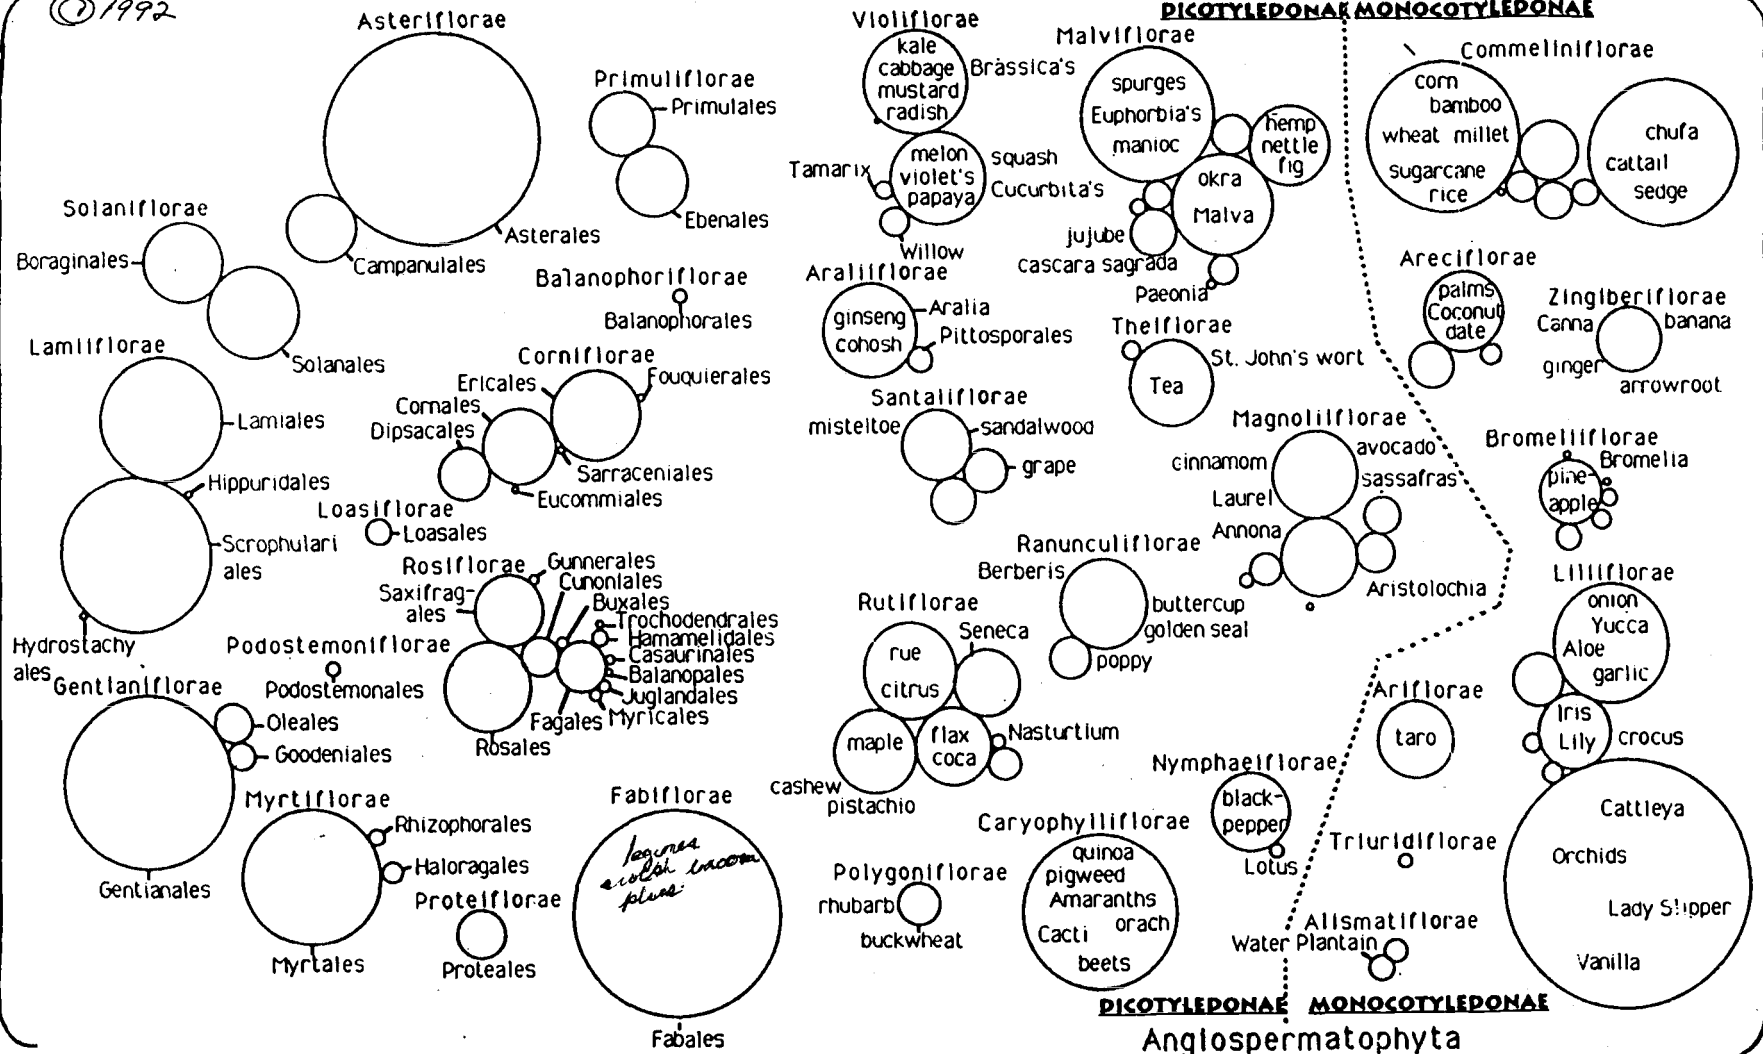 © 1992
DICOTYLEDONAE MONOCOTYLEDONAE
Asteriflorae
Asterales
Campanulales
Primuliflorae
Primulales
Ebenales
Solaniflorae
Boraginales
Solanales
Balanophoriflorae
Balanophorales
Lamiiflorae
Lamiales
Hippuridales
Scrophulari
ales
Hydrostachy
ales
Corniflorae
Ericales
Fouquierales
Cornales
Dipsacales
Sarraceniales
Eucommiales
Loasiflorae
Loasales
Rosiflorae
Gunnerales
Cunoniales
Saxifrag-
ales
Buxales
Trochodendrales
Hamamelidales
Casaurinales
Balanopales
Juglandales
Myricales
Fagales
Rosales
Podostemoniflorae
Podostemonales
Gentianiflorae
Oleales
Goodeniales
Gentianales
Myrtiflorae
Rhizophorales
Haloragales
Myrtales
Proteiflorae
Proteales
Fabiflorae
legumes
scotch broom
plus
Fabales
Violiflorae
kale
cabbage
mustard
radish
Brassica's
melon
violet's
papaya
squash
Cucurbita's
Tamarix
Willow
Malviflorae
spurges
Euphorbia's
manioc
hemp
nettle
fig
okra
Malva
jujube
cascara sagrada
Paeonia
Araliiflorae
ginseng
cohosh
Aralia
Pittosporales
Theiflorae
St. John's wort
Tea
Santaliflorae
misteltoe
sandalwood
grape
Magnoliiflorae
cinnamom
avocado
sassafras
Laurel
Annona
Aristolochia
Ranunculiflorae
Berberis
buttercup
golden seal
poppy
Rutiflorae
rue
citrus
Seneca
maple
flax
coca
Nasturtium
cashew
pistachio
Nymphaeiflorae
black-
pepper
Lotus
Caryophylliflorae
quinoa
pigweed
Amaranths
orach
Cacti
beets
Polygoniflorae
rhubarb
buckwheat
Commeliniflorae
corn
bamboo
wheat millet
sugarcane
rice
chufa
cattail
sedge
Areciflorae
palms
Coconut
date
Zingiberiflorae
Canna
banana
ginger
arrowroot
Bromeliiflorae
Bromelia
pine-
apple
Liliiflorae
onion
Yucca
Aloe
garlic
Iris
Lily
crocus
Cattleya
Orchids
Lady Slipper
Vanilla
Ariflorae
taro
Triuridiflorae
Alismatiflorae
Water Plantain
DICOTYLEDONAE MONOCOTYLEDONAE
Angiospermatophyta